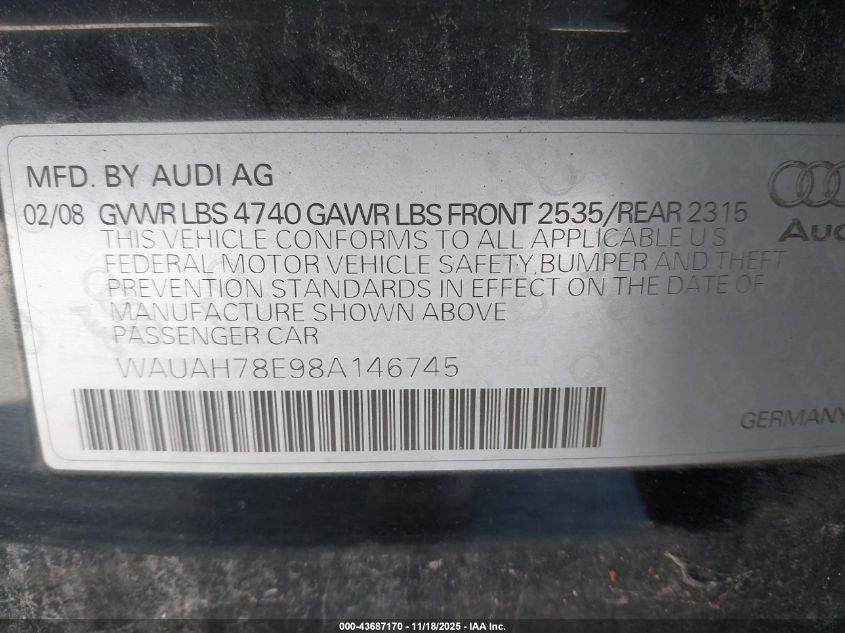 MFD. BY AUDI AG
02/08 GVWR LBS 4740 GAWR LBS FRONT 2535/REAR 2315
THIS VEHICLE CONFORMS TO ALL APPLICABLE U S
FEDERAL MOTOR VEHICLE SAFETY, BUMPER AND THEFT
PREVENTION STANDARDS IN EFFECT ON THE DATE OF
MANUFACTURE SHOWN ABOVE
PASSENGER CAR
WAUAH78E98A146745
GERMANY
000-43687170 - 11/18/2025 - IAA Inc.